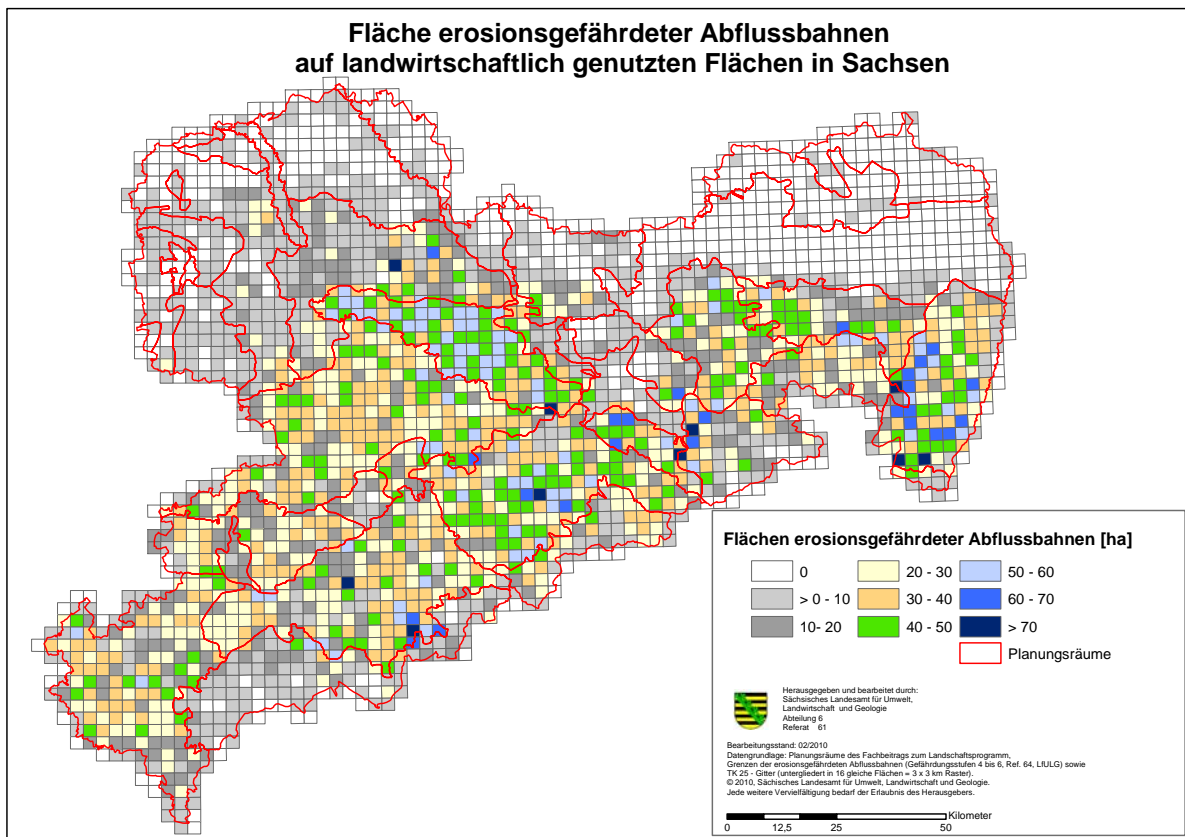 Fläche erosionsgefährdeter Abflussbahnen
auf landwirtschaftlich genutzten Flächen in Sachsen
Flächen erosionsgefährdeter Abflussbahnen [ha]
0
> 0 - 10
10- 20
20 - 30
30 - 40
40 - 50
50 - 60
60 - 70
> 70
Planungsräume
Herausgegeben und bearbeitet durch:
Sächsisches Landesamt für Umwelt,
Landwirtschaft und Geologie
Abteilung 6
Referat 61
Bearbeitungsstand: 02/2010
Datengrundlage: Planungsräume des Fachbeitrags zum Landschaftsprogramm,
Grenzen der erosionsgefährdeten Abflussbahnen (Gefährdungsstufen 4 bis 6, Ref. 64, LfULG) sowie
TK 25 - Gitter (untergliedert in 16 gleiche Flächen = 3 x 3 km Raster).
© 2010, Sächsisches Landesamt für Umwelt, Landwirtschaft und Geologie.
Jede weitere Vervielfältigung bedarf der Erlaubnis des Herausgebers.
Kilometer
0 12,5 25 50